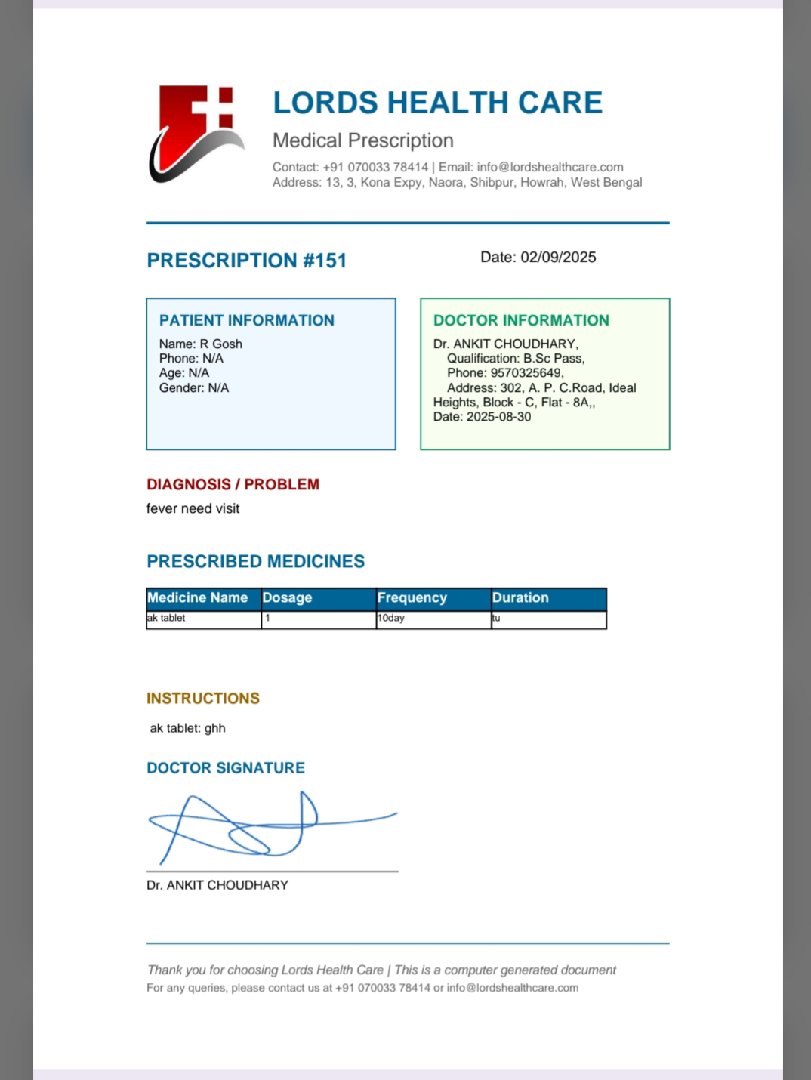 LORDS HEALTH CARE
Medical Prescription
Contact: +91 070033 78414 | Email: info@lordshealthcare.com
Address: 13, 3, Kona Expy, Naora, Shibpur, Howrah, West Bengal
PRESCRIPTION #151
Date: 02/09/2025
PATIENT INFORMATION
Name: R Gosh
Phone: N/A
Age: N/A
Gender: N/A
DOCTOR INFORMATION
Dr. ANKIT CHOUDHARY,
Qualification: B.Sc Pass,
Phone: 9570325649,
Address: 302, A. P. C.Road, Ideal
Heights, Block - C, Flat - 8A,,
Date: 2025-08-30
DIAGNOSIS / PROBLEM
fever need visit
PRESCRIBED MEDICINES
Medicine Name Dosage Frequency Duration
ak tablet 1 10day tu
INSTRUCTIONS
ak tablet: ghh
DOCTOR SIGNATURE
Dr. ANKIT CHOUDHARY
Thank you for choosing Lords Health Care | This is a computer generated document
For any queries, please contact us at +91 070033 78414 or info@lordshealthcare.com